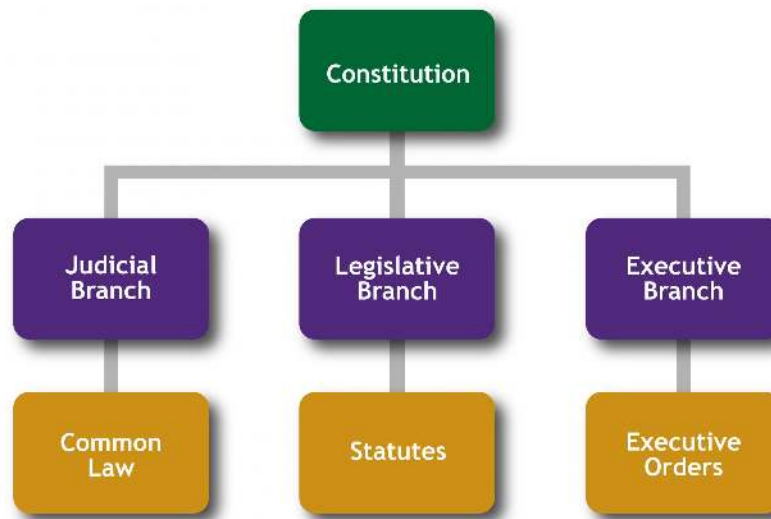 Constitution
Judicial
Branch
Legislative
Branch
Executive
Branch
Common
Law
Statutes
Executive
Orders